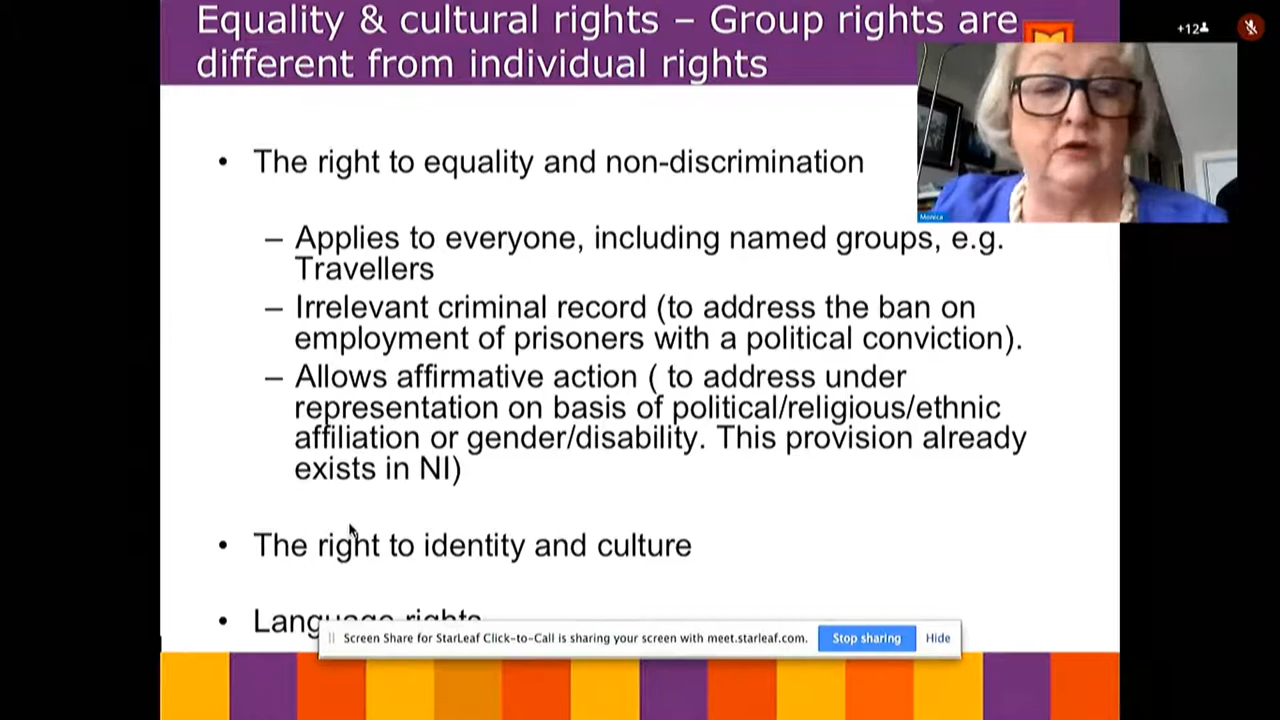 Equality & cultural rights – Group rights are
different from individual rights
+12
Monica
• The right to equality and non-discrimination
– Applies to everyone, including named groups, e.g.
Travellers
– Irrelevant criminal record (to address the ban on
employment of prisoners with a political conviction).
– Allows affirmative action ( to address under
representation on basis of political/religious/ethnic
affiliation or gender/disability. This provision already
exists in NI)
• The right to identity and culture
• Language rights
Screen Share for StarLeaf Click-to-Call is sharing your screen with meet.starleaf.com.
Stop sharing
Hide